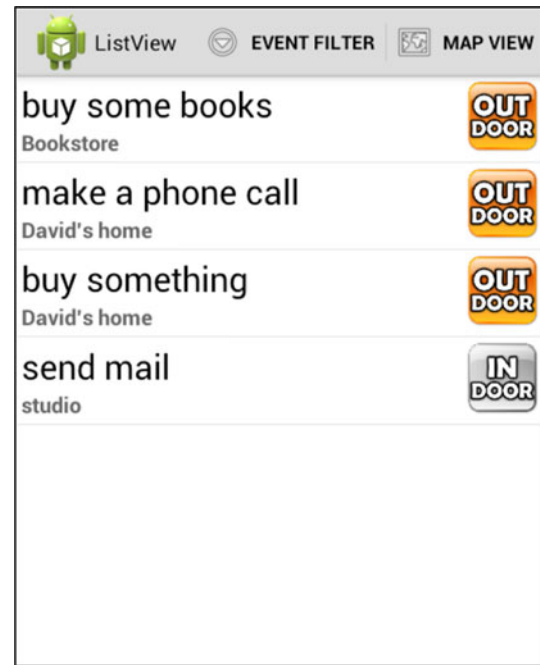 ListView EVENT FILTER MAP VIEW
buy some books
Bookstore
OUT
DOOR
make a phone call
David's home
OUT
DOOR
buy something
David's home
OUT
DOOR
send mail
studio
IN
DOOR